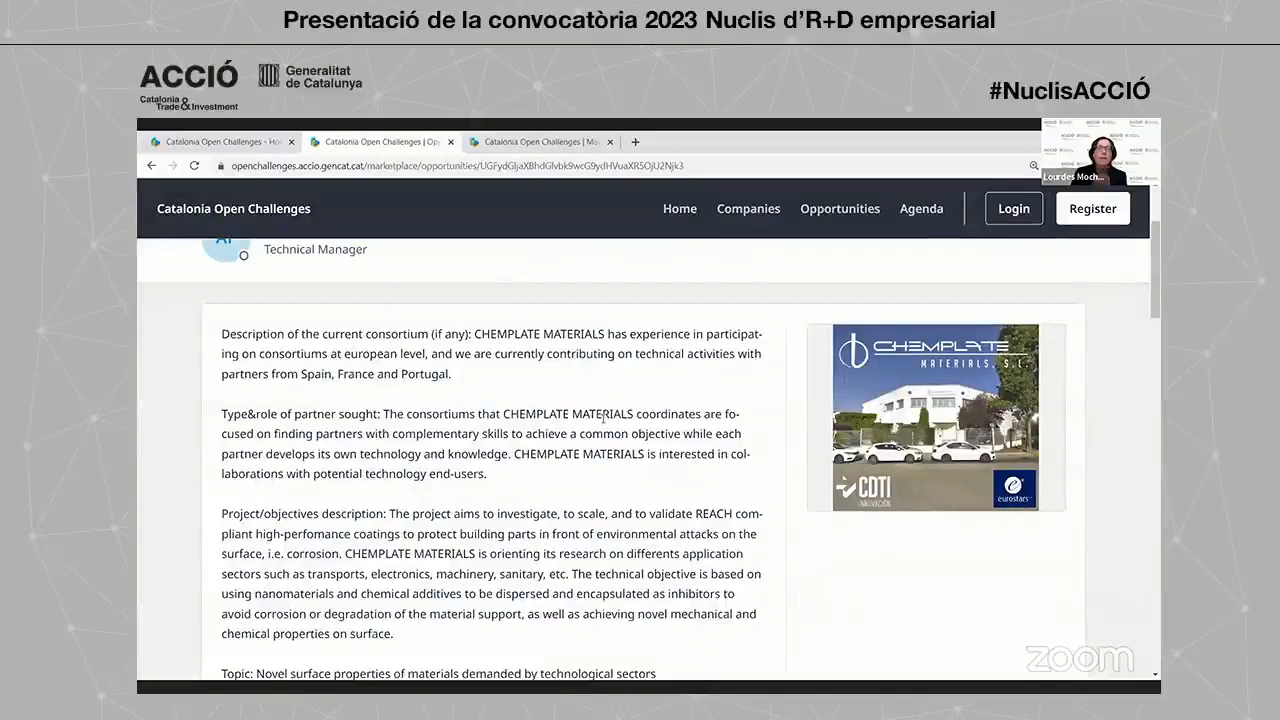 Presentació de la convocatòria 2023 Nuclis d’R+D empresarial
ACCIÓ
Catalonia
Trade & Investment
Generalitat
de Catalunya
#NuclisACCIÓ
Catalonia Open Challenges - Ho
Catalonia Open Challenges | Op
Catalonia Open Challenges | Ma
Lourdes Moch...
Catalonia Open Challenges
Home
Companies
Opportunities
Agenda
Login
Register
Technical Manager
Description of the current consortium (if any): CHEMPLATE MATERIALS has experience in participat-
ing on consortiums at european level, and we are currently contributing on technical activities with
partners from Spain, France and Portugal.
Type&role of partner sought: The consortiums that CHEMPLATE MATERIALS coordinates are fo-
cused on finding partners with complementary skills to achieve a common objective while each
partner develops its own technology and knowledge. CHEMPLATE MATERIALS is interested in col-
laborations with potential technology end-users.
Project/objectives description: The project aims to investigate, to scale, and to validate REACH com-
pliant high-perfomance coatings to protect building parts in front of environmental attacks on the
surface, i.e. corrosion. CHEMPLATE MATERIALS is orienting its research on differents application
sectors such as transports, electronics, machinery, sanitary, etc. The technical objective is based on
using nanomaterials and chemical additives to be dispersed and encapsulated as inhibitors to
avoid corrosion or degradation of the material support, as well as achieving novel mechanical and
chemical properties on surface.
Topic: Novel surface properties of materials demanded by technological sectors
CHEMPLATE
MATERIALS, S.L.
CDTI
INNOVACIÓN
eurostars™
zoom